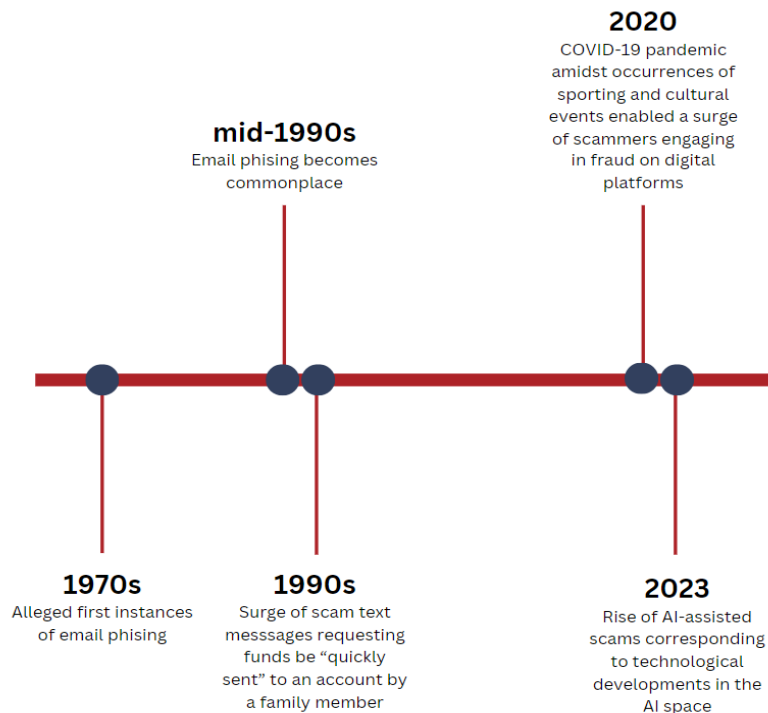 2020
COVID-19 pandemic
amidst occurrences of
sporting and cultural
events enabled a surge
of scammers engaging
in fraud on digital
platforms
mid-1990s
Email phising becomes
commonplace
1970s
Alleged first instances
of email phising
1990s
Surge of scam text
messsages requesting
funds be “quickly
sent” to an account by
a family member
2023
Rise of AI-assisted
scams corresponding
to technological
developments in the
AI space